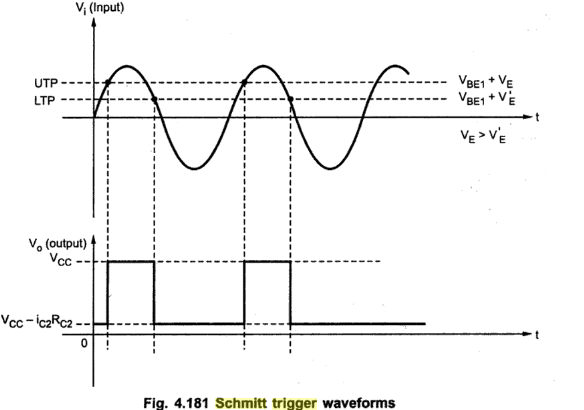 Vi (Input)
UTP
VBE1 + VE
LTP
VBE1 + V'E
t
VE > V'E
Vo (output)
VCC
VCC – iC2RC2
t
0
Fig. 4.181 Schmitt trigger waveforms